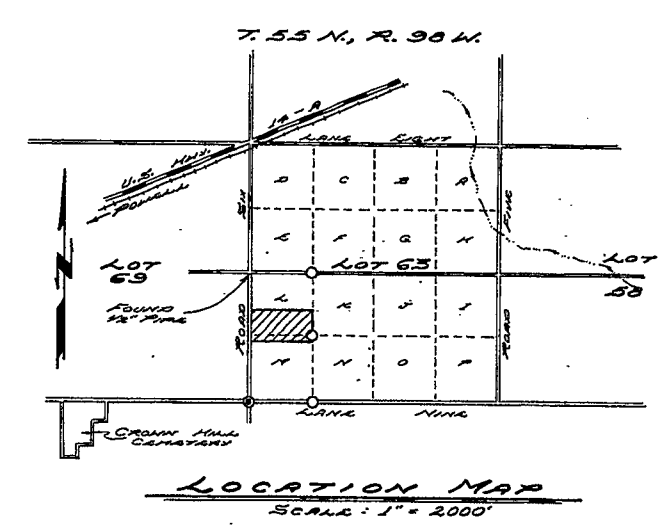 T. 55 N., R. 98 W.
U.S. HWY. 14-A
POWELL
LANE EIGHT
D C B A
ROAD SIX
ROAD FIVE
E F G H
LOT 69
LOT 63
LOT 58
FOUND
1/2" PIPE
L K J I
M N O P
LANE NINE
N
CROWN HILL
CEMETERY
LOCATION MAP
SCALE : 1" = 2000'